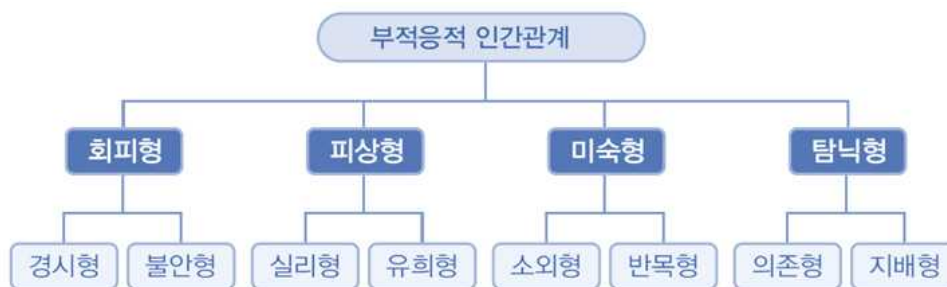 부적응적 인간관계
회피형 피상형 미숙형 탐닉형
경시형 불안형 실리형 유희형 소외형 반목형 의존형 지배형